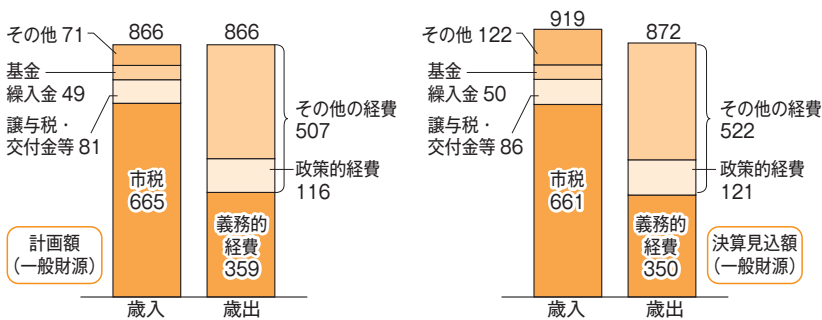 その他 71
866
866
基金
繰入金 49
譲与税・
交付金等 81
市税
665
その他の経費
507
政策的経費
116
義務的
経費
359
計画額
（一般財源）
歳入
歳出
その他 122
919
872
基金
繰入金 50
譲与税・
交付金等 86
市税
661
その他の経費
522
政策的経費
121
義務的
経費
350
決算見込額
（一般財源）
歳入
歳出